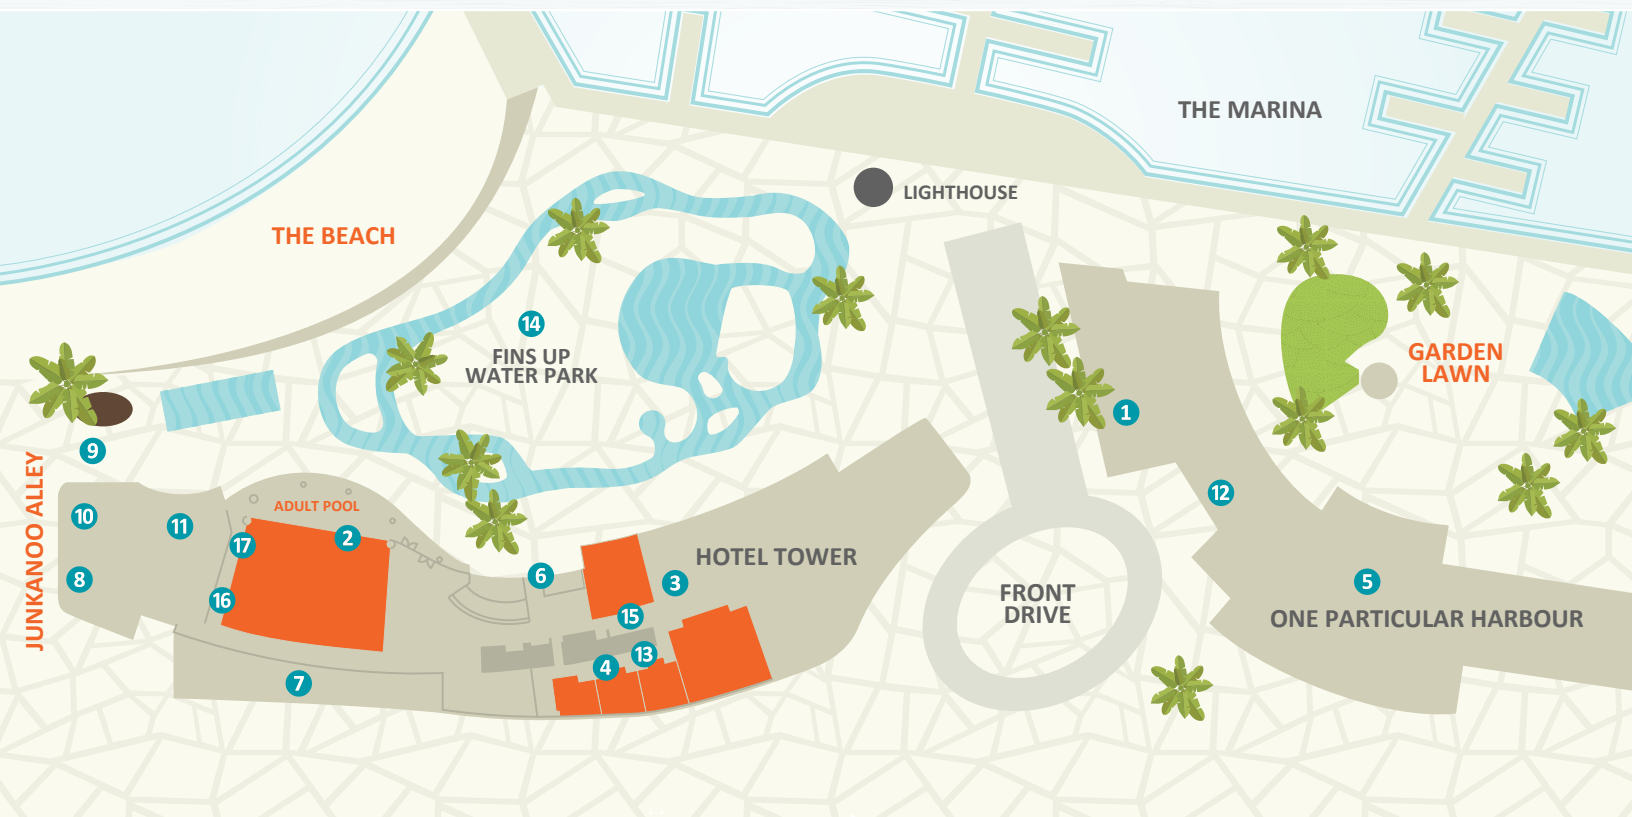 THE MARINA
LIGHTHOUSE
THE BEACH
14
FINS UP
WATER PARK
GARDEN
LAWN
1
9
JUNKANOO ALLEY
12
10
11
ADULT POOL
17
2
HOTEL TOWER
8
6
3
5
16
FRONT
DRIVE
15
ONE PARTICULAR HARBOUR
13
4
7